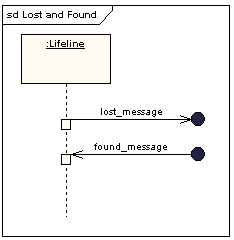 sd Lost and Found
:Lifeline
lost_message
found_message